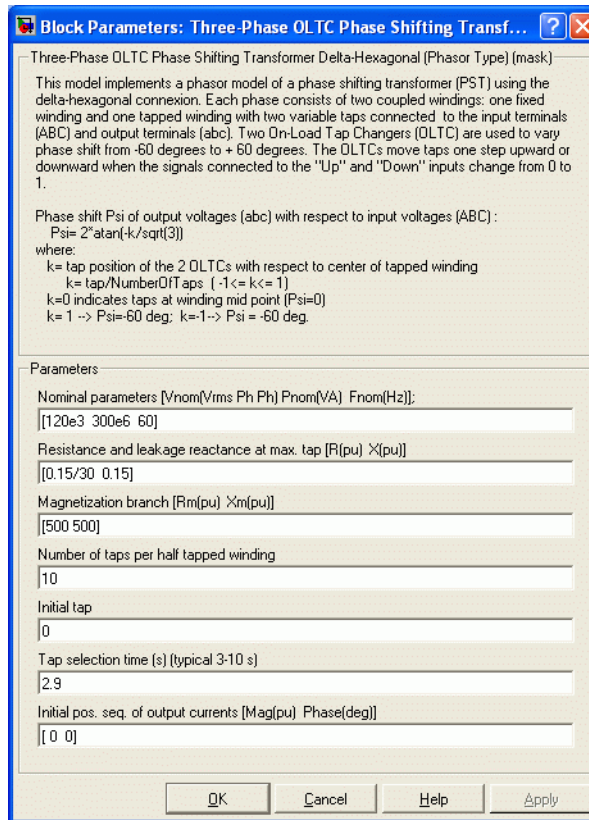 Block Parameters: Three-Phase OLTC Phase Shifting Transf...
Three-Phase OLTC Phase Shifting Transformer Delta-Hexagonal (Phasor Type) (mask)
This model implements a phasor model of a phase shifting transformer (PST) using the
delta-hexagonal connexion. Each phase consists of two coupled windings: one fixed
winding and one tapped winding with two variable taps connected to the input terminals
(ABC) and output terminals (abc). Two On-Load Tap Changers (OLTC) are used to vary
phase shift from -60 degrees to + 60 degrees. The OLTCs move taps one step upward or
downward when the signals connected to the "Up" and "Down" inputs change from 0 to
1.
Phase shift Psi of output voltages (abc) with respect to input voltages (ABC) :
Psi= 2*atan(-k/sqrt(3))
where:
k= tap position of the 2 OLTCs with respect to center of tapped winding
k= tap/NumberOfTaps ( -1<= k<= 1)
k=0 indicates taps at winding mid point (Psi=0)
k= 1 --> Psi=-60 deg; k=-1--> Psi = -60 deg.
Parameters
Nominal parameters [Vnom(Vrms Ph Ph) Pnom(VA) Fnom(Hz)];
[120e3 300e6 60]
Resistance and leakage reactance at max. tap [R(pu) X(pu)]
[0.15/30 0.15]
Magnetization branch [Rm(pu) Xm(pu)]
[500 500]
Number of taps per half tapped winding
10
Initial tap
0
Tap selection time (s) (typical 3-10 s)
2.9
Initial pos. seq. of output currents [Mag(pu) Phase(deg)]
[ 0 0]
OK Cancel Help Apply